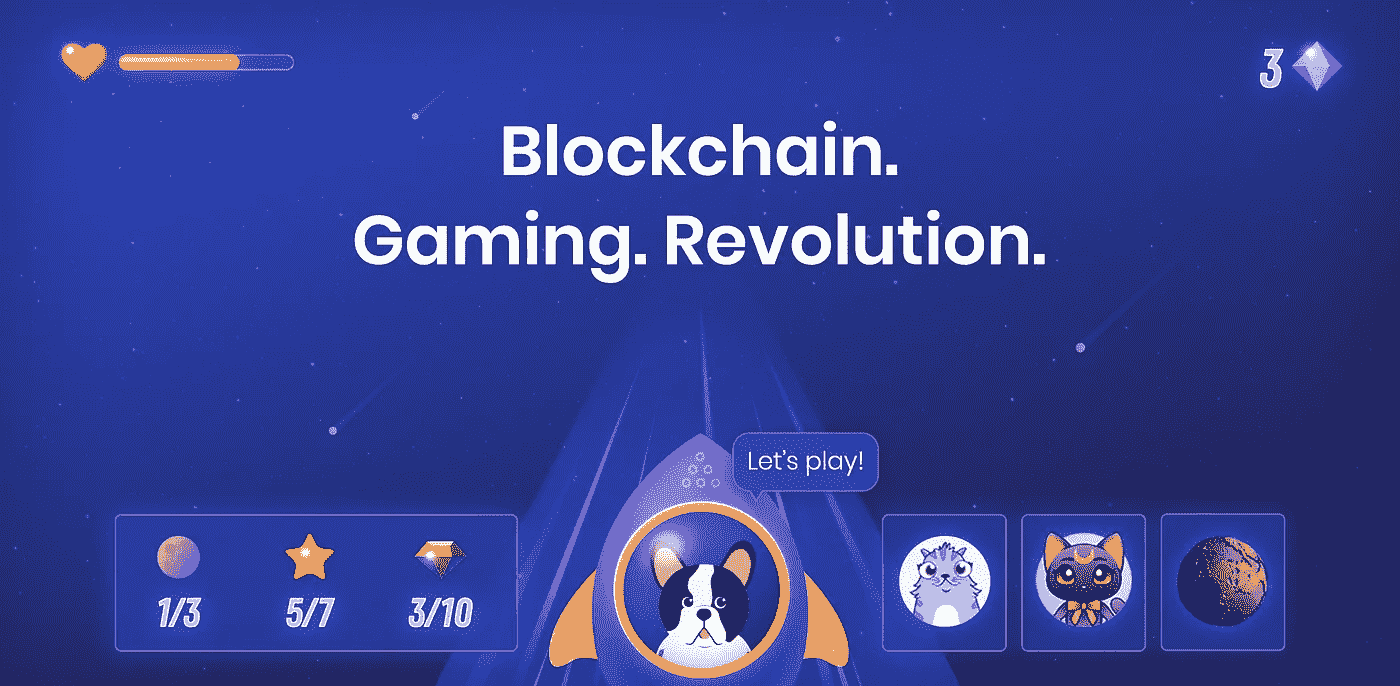 3
Blockchain.
Gaming. Revolution.
Let's play!
1/3 5/7 3/10